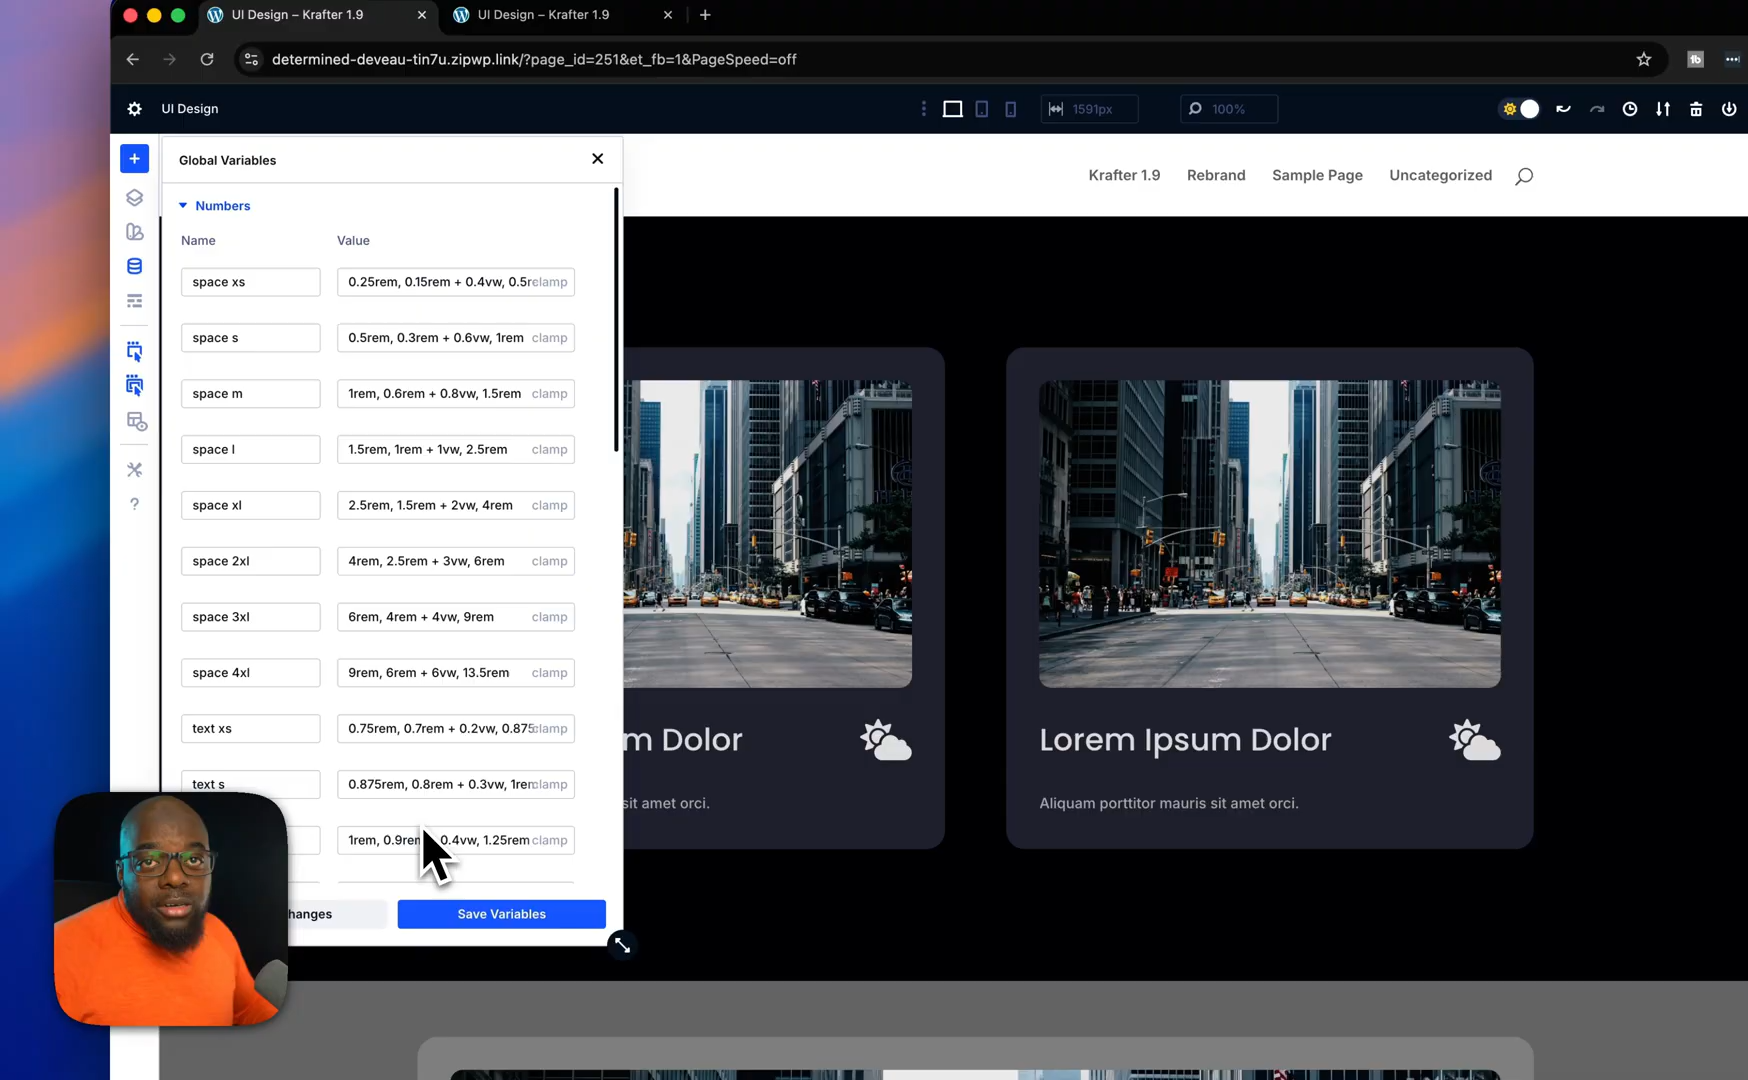 UI Design – Krafter 1.9
UI Design – Krafter 1.9
determined-deveau-tin7u.zipwp.link/?page_id=251&et_fb=1&PageSpeed=off
UI Design
1591px
100%
Global Variables
Krafter 1.9
Rebrand
Sample Page
Uncategorized
Numbers
Name
Value
space xs
0.25rem, 0.15rem + 0.4vw, 0.5r
clamp
space s
0.5rem, 0.3rem + 0.6vw, 1rem
clamp
space m
1rem, 0.6rem + 0.8vw, 1.5rem
clamp
space l
1.5rem, 1rem + 1vw, 2.5rem
clamp
space xl
2.5rem, 1.5rem + 2vw, 4rem
clamp
space 2xl
4rem, 2.5rem + 3vw, 6rem
clamp
space 3xl
6rem, 4rem + 4vw, 9rem
clamp
space 4xl
9rem, 6rem + 6vw, 13.5rem
clamp
text xs
0.75rem, 0.7rem + 0.2vw, 0.875
clamp
text s
0.875rem, 0.8rem + 0.3vw, 1rem
clamp
1rem, 0.9rem 0.4vw, 1.25rem
clamp
hanges
Save Variables
m Dolor
sit amet orci.
Lorem Ipsum Dolor
Aliquam porttitor mauris sit amet orci.